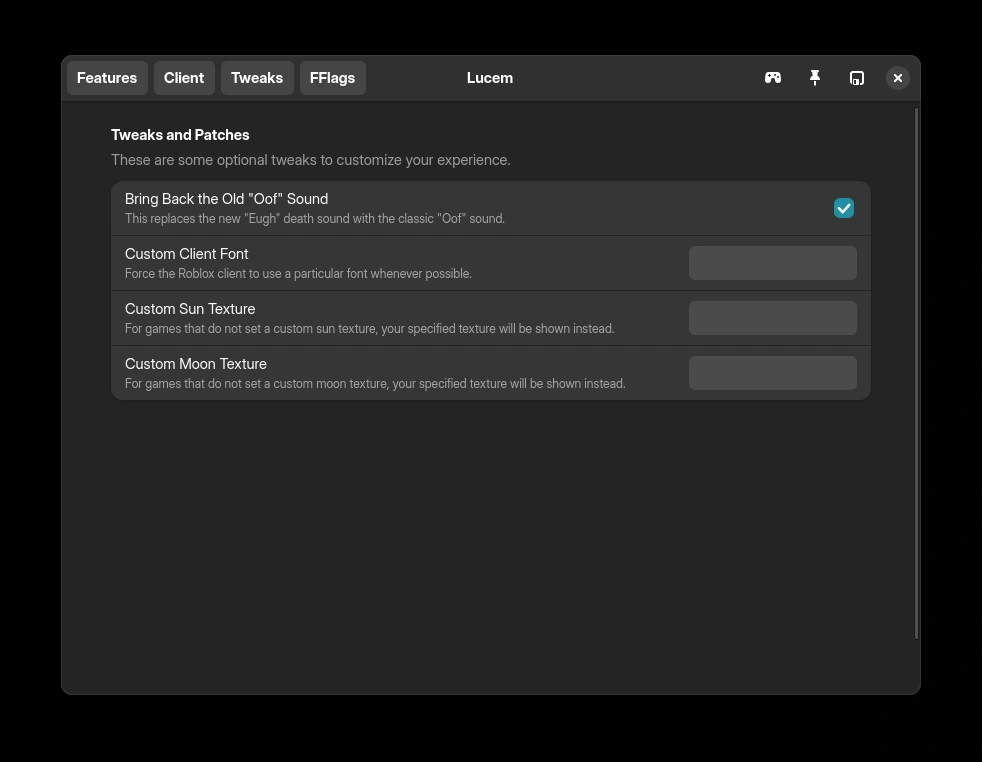 Features Client Tweaks FFlags Lucem
Tweaks and Patches
These are some optional tweaks to customize your experience.
Bring Back the Old "Oof" Sound
This replaces the new "Eugh" death sound with the classic "Oof" sound.
Custom Client Font
Force the Roblox client to use a particular font whenever possible.
Custom Sun Texture
For games that do not set a custom sun texture, your specified texture will be shown instead.
Custom Moon Texture
For games that do not set a custom moon texture, your specified texture will be shown instead.